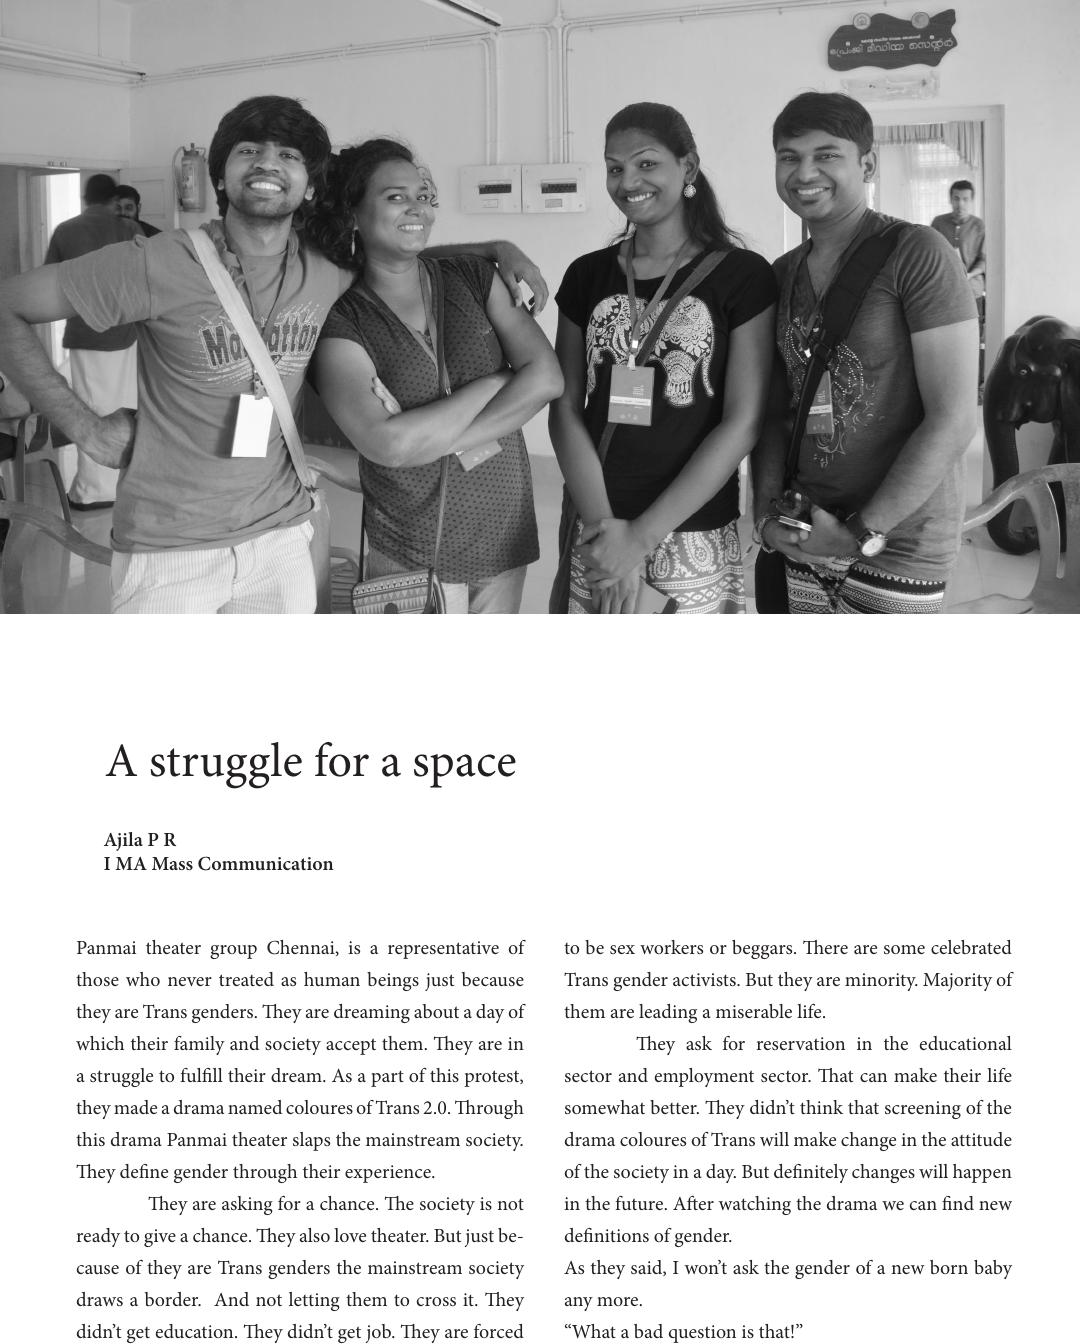 പ്രേംജി മീഡിയ സെന്റർ
A struggle for a space
Ajila P R
I MA Mass Communication
Panmai theater group Chennai, is a representative of
those who never treated as human beings just because
they are Trans genders. They are dreaming about a day of
which their family and society accept them. They are in
a struggle to fulfill their dream. As a part of this protest,
they made a drama named coloures of Trans 2.0. Through
this drama Panmai theater slaps the mainstream society.
They define gender through their experience.
They are asking for a chance. The society is not
ready to give a chance. They also love theater. But just be-
cause of they are Trans genders the mainstream society
draws a border.  And not letting them to cross it. They
didn’t get education. They didn’t get job. They are forced
to be sex workers or beggars. There are some celebrated
Trans gender activists. But they are minority. Majority of
them are leading a miserable life.
They ask for reservation in the educational
sector and employment sector. That can make their life
somewhat better. They didn’t think that screening of the
drama coloures of Trans will make change in the attitude
of the society in a day. But definitely changes will happen
in the future. After watching the drama we can find new
definitions of gender.
As they said, I won’t ask the gender of a new born baby
any more.
“What a bad question is that!”